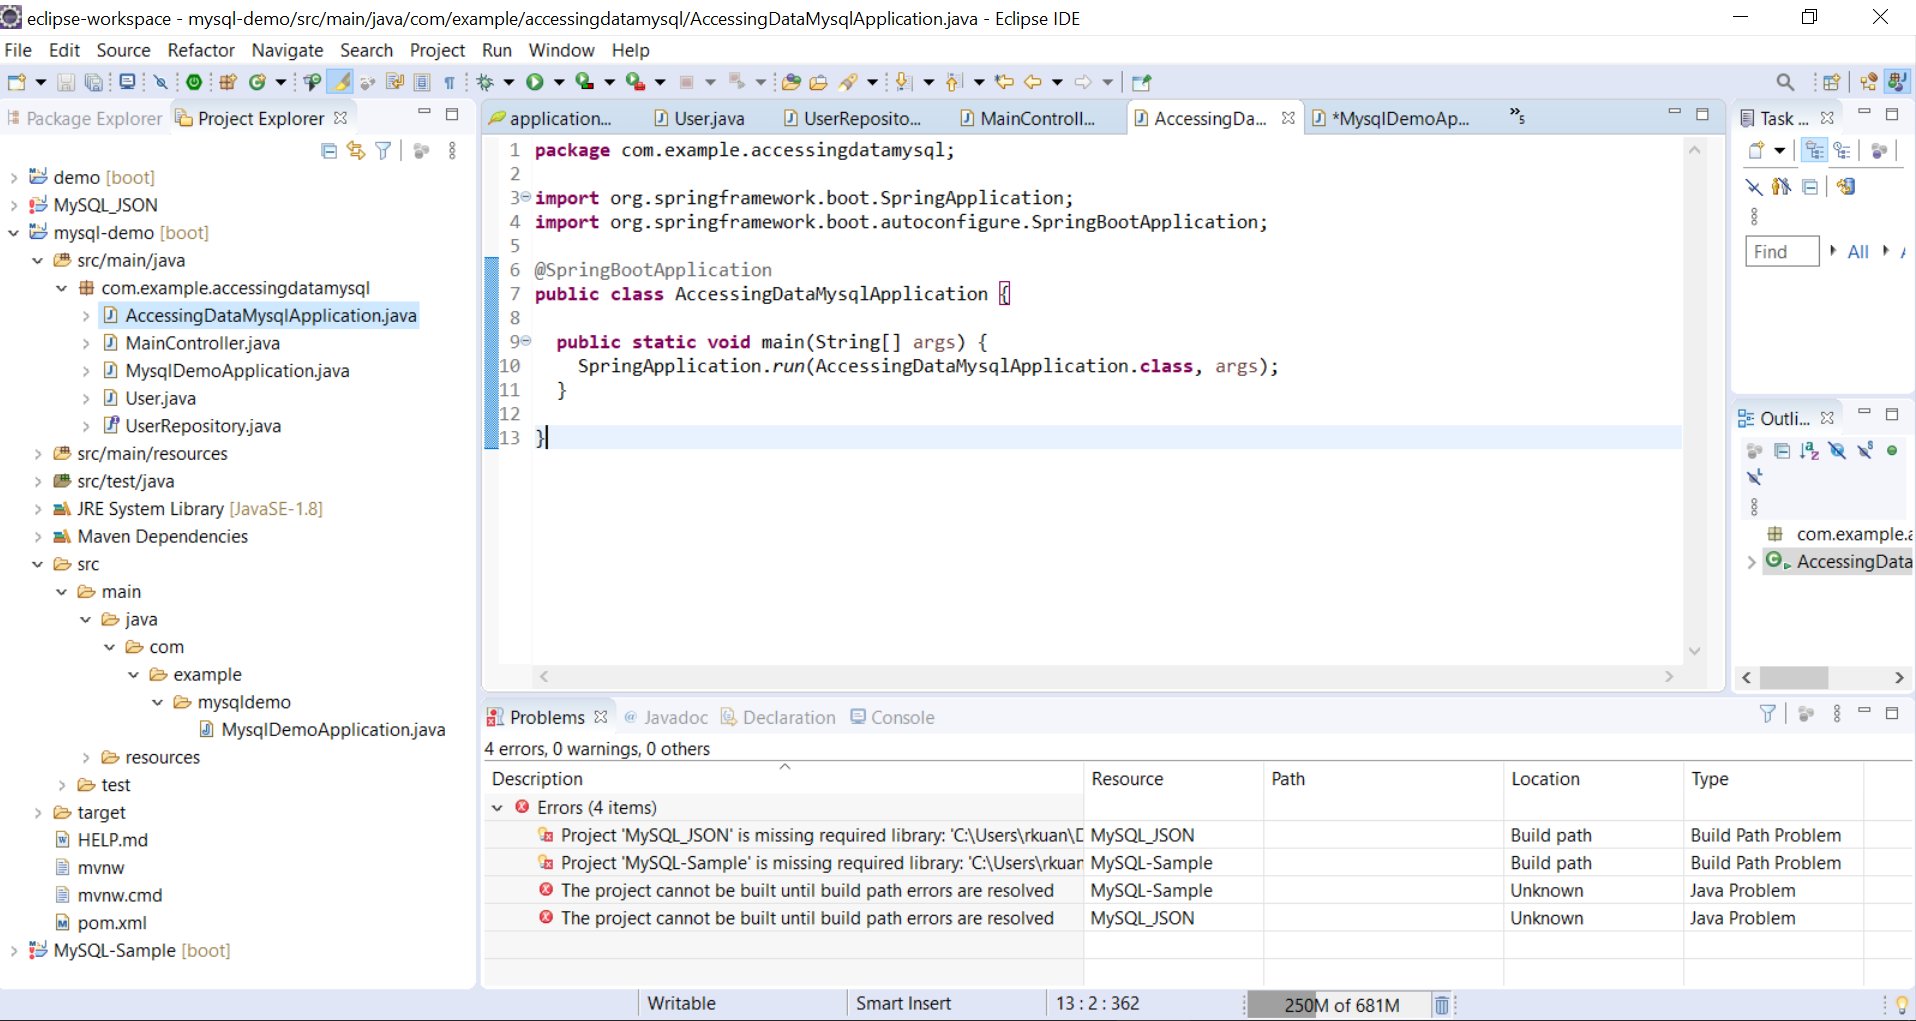 eclipse-workspace - mysql-demo/src/main/java/com/example/accessingdatamysql/AccessingDataMysqlApplication.java - Eclipse IDE
File Edit Source Refactor Navigate Search Project Run Window Help
Package Explorer Project Explorer
demo [boot]
MySQL_JSON
mysql-demo [boot]
src/main/java
com.example.accessingdatamysql
AccessingDataMysqlApplication.java
MainController.java
MysqlDemoApplication.java
User.java
UserRepository.java
src/main/resources
src/test/java
JRE System Library [JavaSE-1.8]
Maven Dependencies
src
main
java
com
example
mysqldemo
MysqlDemoApplication.java
resources
test
target
HELP.md
mvnw
mvnw.cmd
pom.xml
MySQL-Sample [boot]
application... User.java UserReposito... MainControll... AccessingDa... *MysqlDemoAp... »5
1 package com.example.accessingdatamysql;
2
3 import org.springframework.boot.SpringApplication;
4 import org.springframework.boot.autoconfigure.SpringBootApplication;
5
6 @SpringBootApplication
7 public class AccessingDataMysqlApplication {
8
9 public static void main(String[] args) {
10 SpringApplication.run(AccessingDataMysqlApplication.class, args);
11 }
12
13 }
Task ...
Find All
Outli...
com.example.a
AccessingData
Problems @ Javadoc Declaration Console
4 errors, 0 warnings, 0 others
Description Resource Path Location Type
Errors (4 items)
Project 'MySQL_JSON' is missing required library: 'C:\Users\rkuan\D MySQL_JSON Build path Build Path Problem
Project 'MySQL-Sample' is missing required library: 'C:\Users\rkuan MySQL-Sample Build path Build Path Problem
The project cannot be built until build path errors are resolved MySQL-Sample Unknown Java Problem
The project cannot be built until build path errors are resolved MySQL_JSON Unknown Java Problem
Writable Smart Insert 13 : 2 : 362 250M of 681M